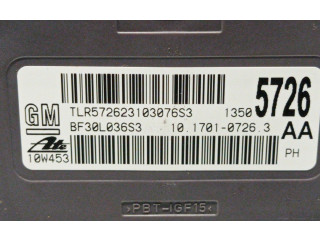 TLR572623103076S3 1350 5726
GM
BF30L036S3 10.1701-0726.3 AA
Ate
10W453 PH
>PBT-IGF15<